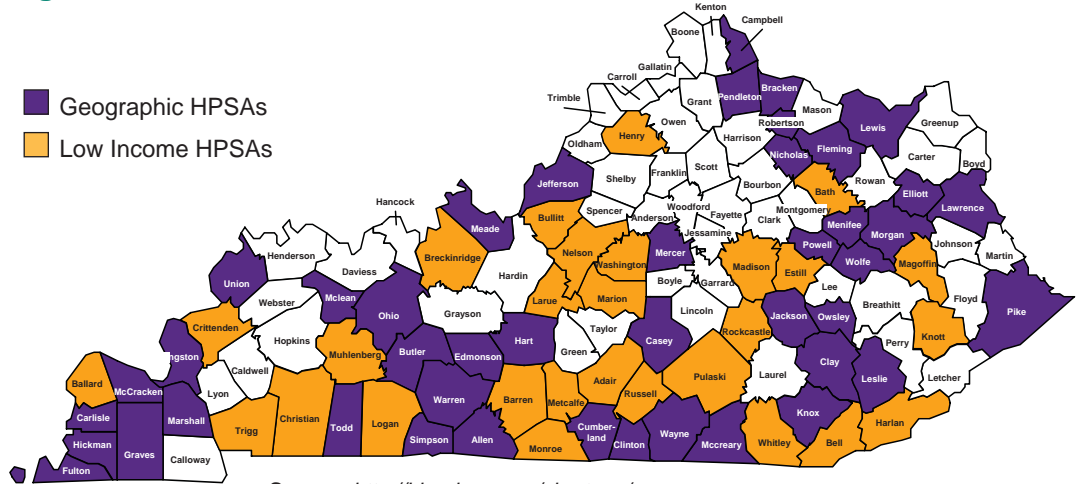 Kenton
Campbell
Boone
Gallatin
Carroll
Trimble
Grant
Pendleton
Bracken
Mason
Robertson
Lewis
Greenup
Geographic HPSAs
Low Income HPSAs
Henry
Owen
Harrison
Nicholas
Fleming
Carter
Boyd
Oldham
Franklin
Scott
Rowan
Jefferson
Shelby
Bourbon
Bath
Elliott
Lawrence
Hancock
Meade
Bullitt
Spencer
Anderson
Woodford
Fayette
Clark
Montgomery
Menifee
Morgan
Johnson
Martin
Jessamine
Henderson
Daviess
Breckinridge
Hardin
Nelson
Washington
Mercer
Madison
Estill
Powell
Wolfe
Magoffin
Union
Webster
Mclean
Ohio
Grayson
Larue
Marion
Boyle
Garrard
Lee
Breathitt
Floyd
Pike
Crittenden
Hopkins
Muhlenberg
Butler
Edmonson
Hart
Green
Taylor
Casey
Lincoln
Rockcastle
Jackson
Owsley
Perry
Knott
ngston
Caldwell
Lyon
Warren
Barren
Metcalfe
Adair
Russell
Pulaski
Laurel
Clay
Leslie
Letcher
Ballard
McCracken
Carlisle
Marshall
Hickman
Graves
Fulton
Calloway
Trigg
Christian
Todd
Logan
Simpson
Allen
Monroe
Cumber-
land
Clinton
Wayne
Mccreary
Whitley
Knox
Bell
Harlan